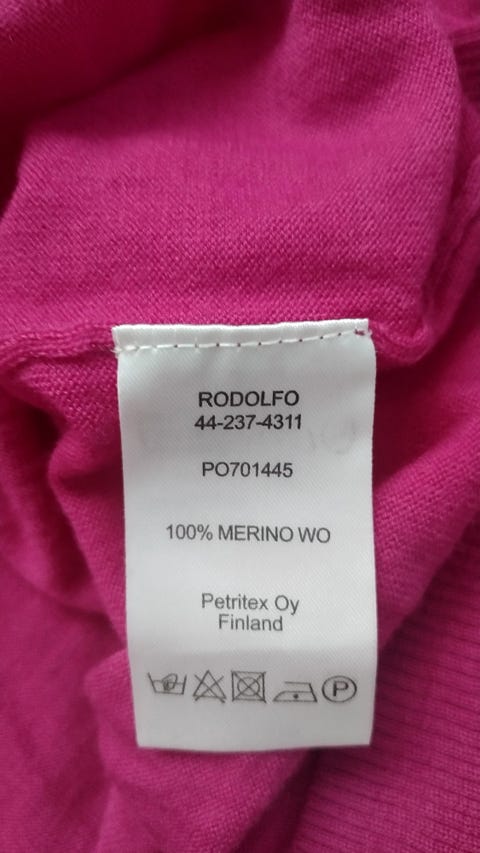 RODOLFO
44-237-4311
PO701445
100% MERINO WO
Petritex Oy
Finland
P